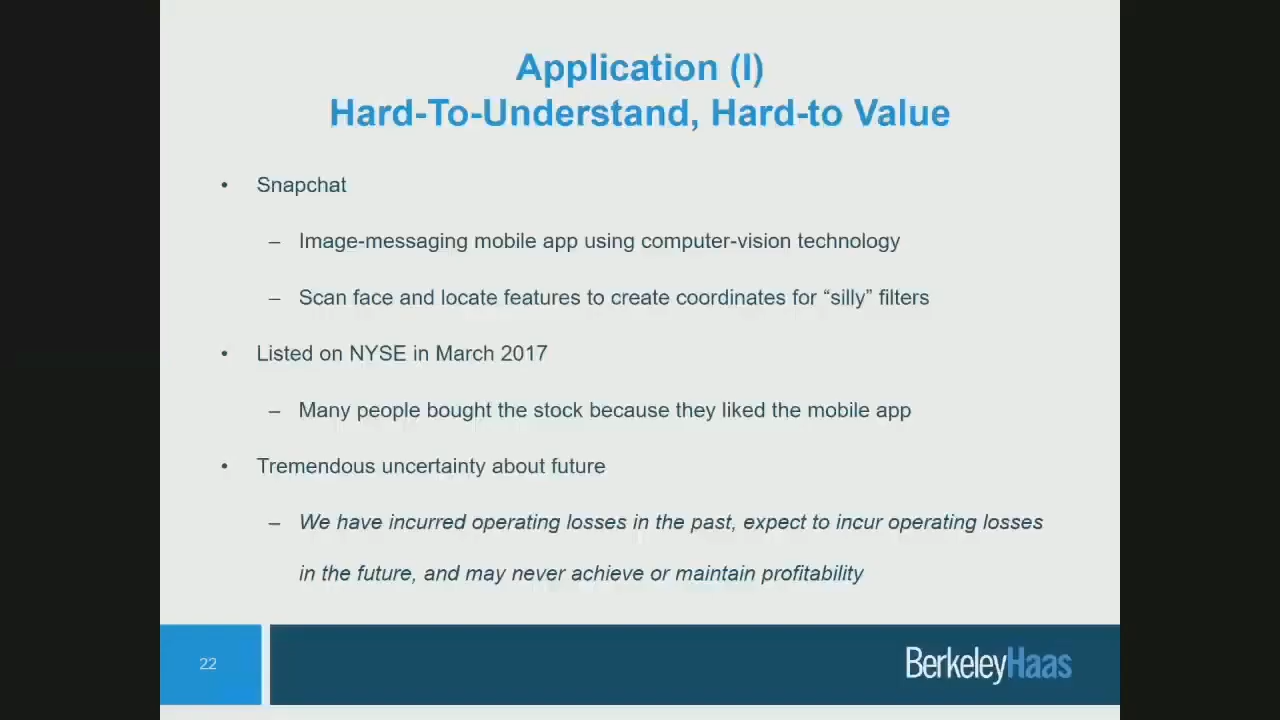 Application (I)
Hard-To-Understand, Hard-to Value
• Snapchat
– Image-messaging mobile app using computer-vision technology
– Scan face and locate features to create coordinates for “silly” filters
• Listed on NYSE in March 2017
– Many people bought the stock because they liked the mobile app
• Tremendous uncertainty about future
– We have incurred operating losses in the past, expect to incur operating losses
in the future, and may never achieve or maintain profitability
22
BerkeleyHaas